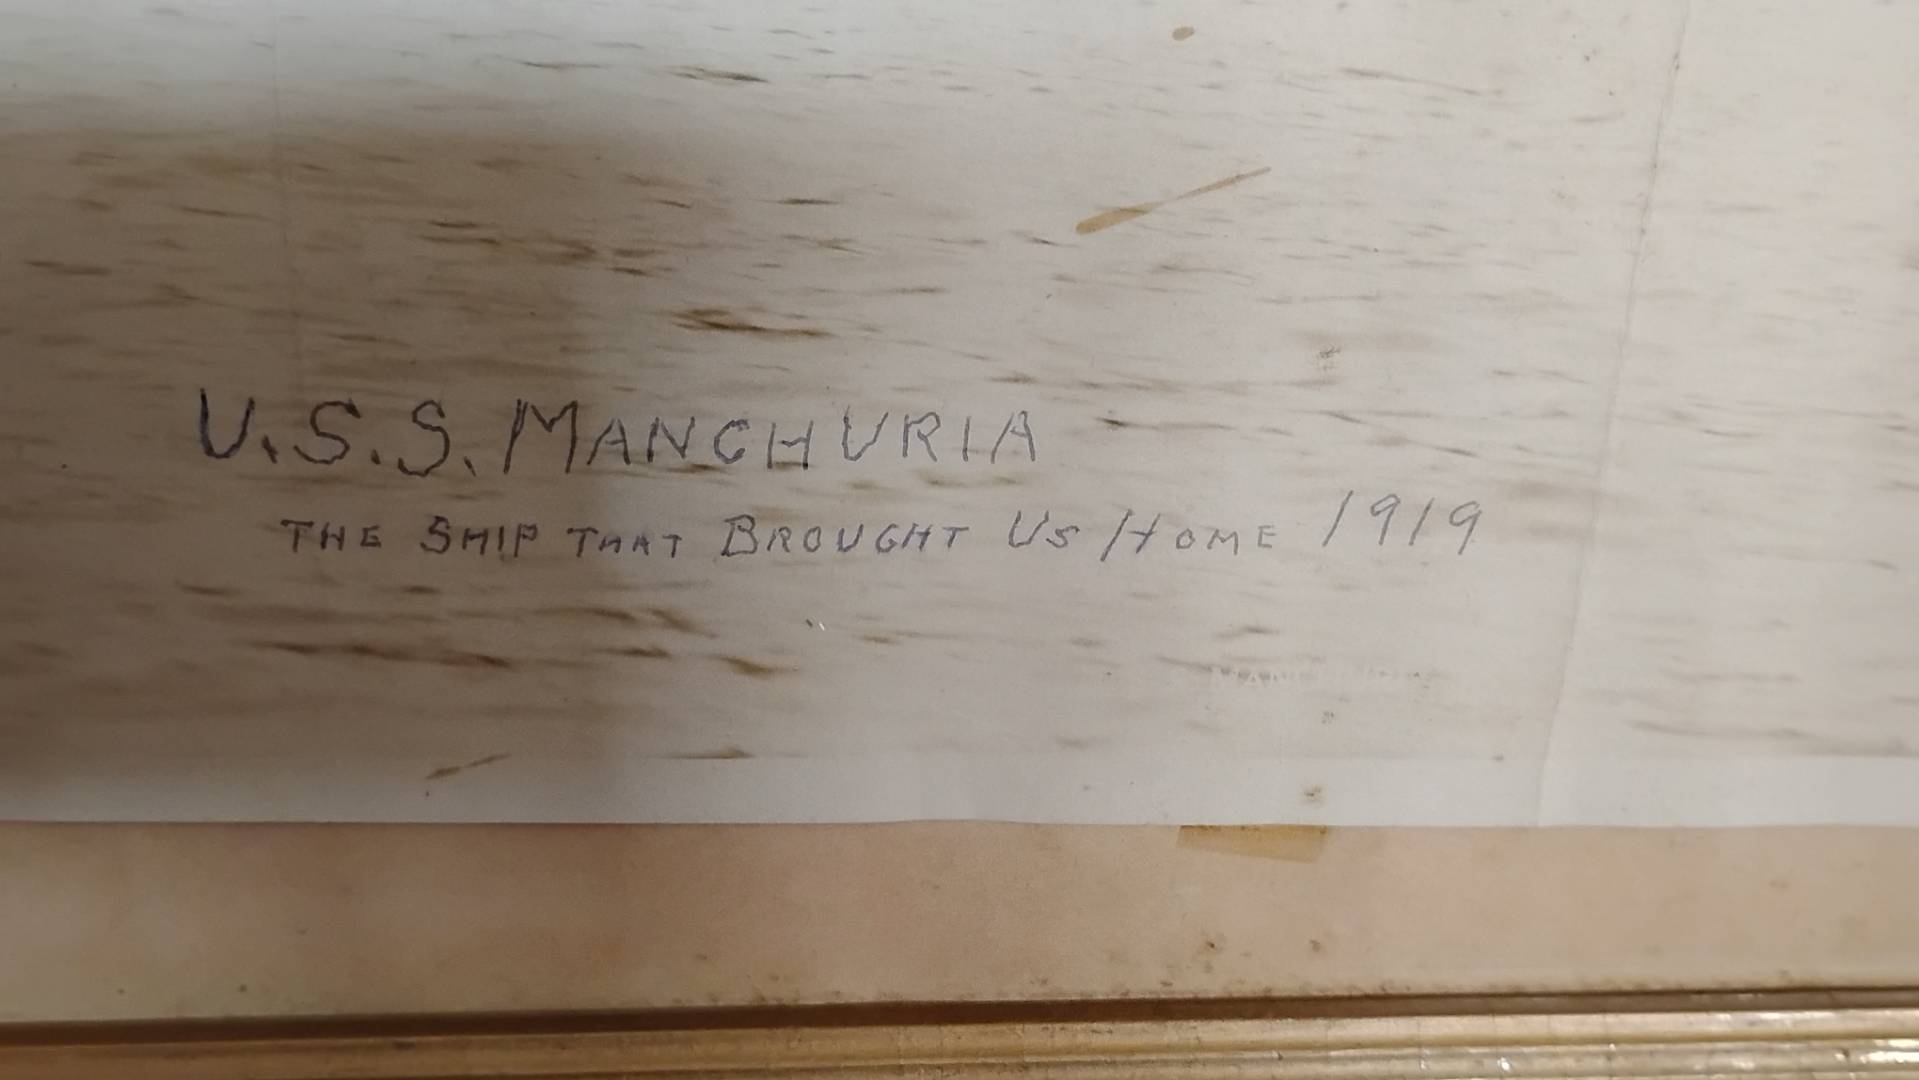 U.S.S. MANCHURIA
THE SHIP THAT BROUGHT US HOME 1919